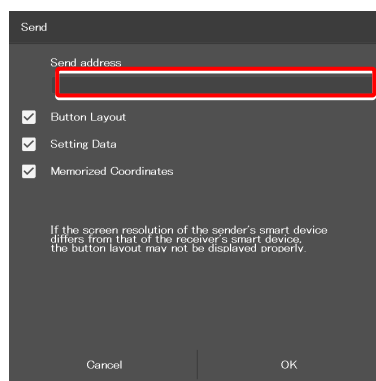 Send
Send address
Button Layout
Setting Data
Memorized Coordinates
If the screen resolution of the sender's smart device
differs from that of the receiver's smart device,
the button layout may not be displayed properly.
Cancel
OK